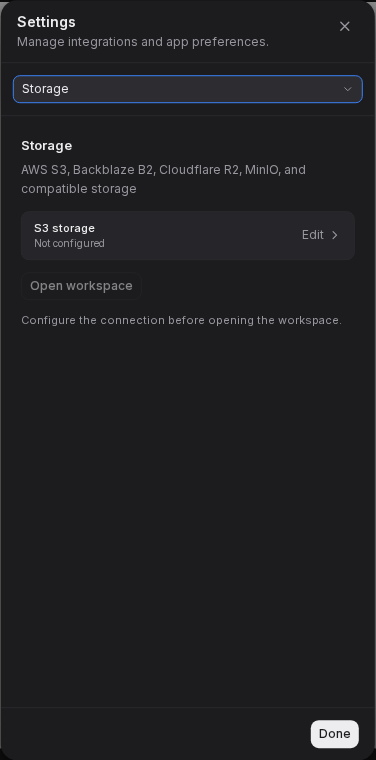 Settings
Manage integrations and app preferences.
Storage
Storage
AWS S3, Backblaze B2, Cloudflare R2, MinIO, and
compatible storage
S3 storage
Not configured
Edit
Open workspace
Configure the connection before opening the workspace.
Done